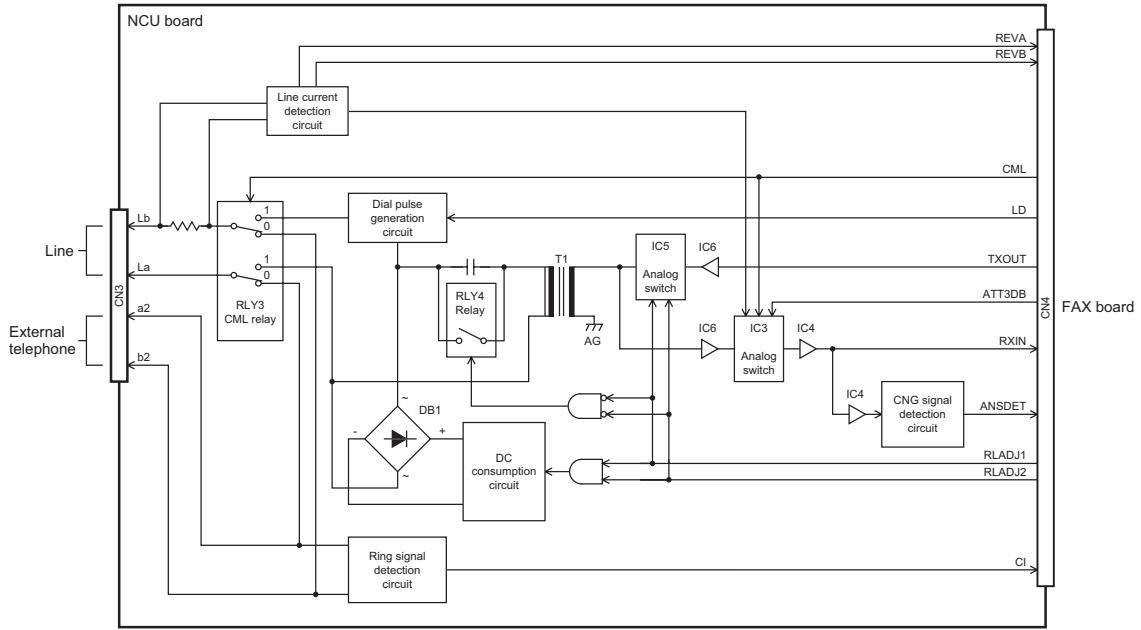 NCU board
REVA
REVB
Line current
detection
circuit
CML
Dial pulse
generation
circuit
LD
Lb
1
0
Line
La
1
0
RLY3
CML relay
T1
IC5
Analog
switch
IC6
TXOUT
RLY4
Relay
AG
ATT3DB
CN3
CN4
FAX board
External
telephone
a2
b2
IC6
IC3
Analog
switch
IC4
RXIN
IC4
CNG signal
detection
circuit
ANSDET
~
DB1
-
+
~
DC
consumption
circuit
RLADJ1
RLADJ2
Ring signal
detection
circuit
CI